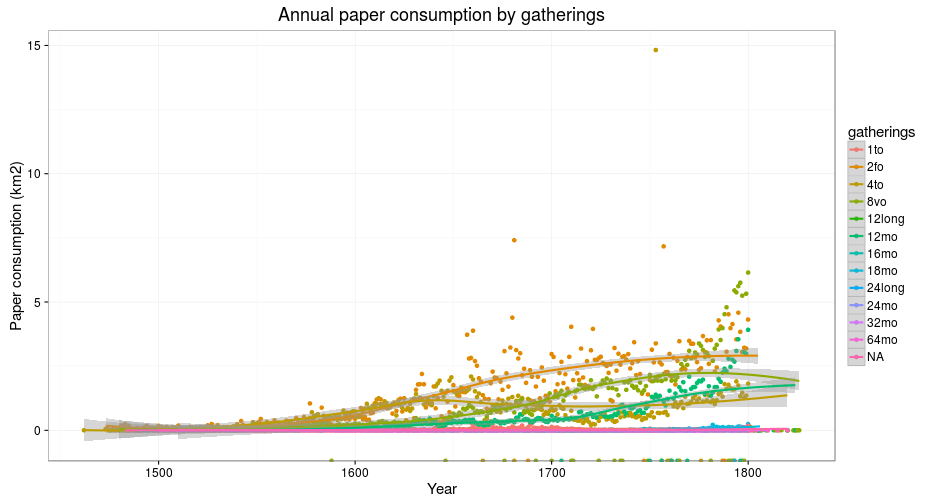 Annual paper consumption by gatherings
Paper consumption (km2)
15
10
5
0
1500
1600
1700
1800
Year
gatherings
1to
2fo
4to
8vo
12long
12mo
16mo
18mo
24long
24mo
32mo
64mo
NA